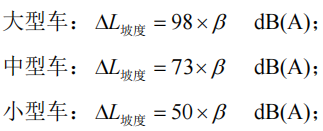 大型车：ΔL坡度 = 98×β dB(A);
中型车：ΔL坡度 = 73×β dB(A);
小型车：ΔL坡度 = 50×β dB(A);